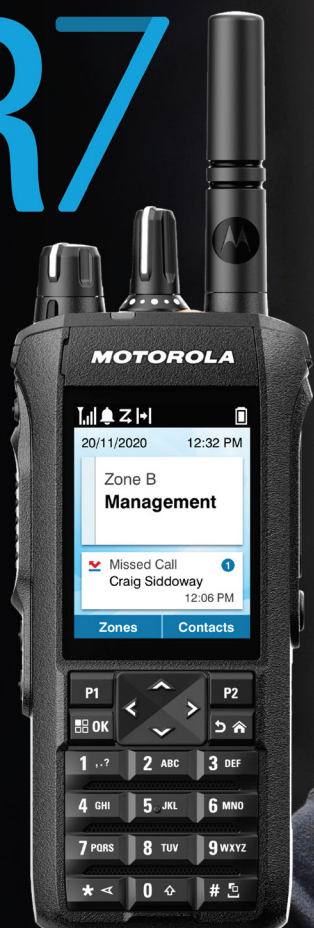 R7
MOTOROLA
20/11/2020 12:32 PM
Zone B
Management
Missed Call 1
Craig Siddoway
12:06 PM
Zones Contacts
P1 P2
OK
1 ,.? 2 ABC 3 DEF
4 GHI 5 JKL 6 MNO
7 PQRS 8 TUV 9 WXYZ
* 0 #